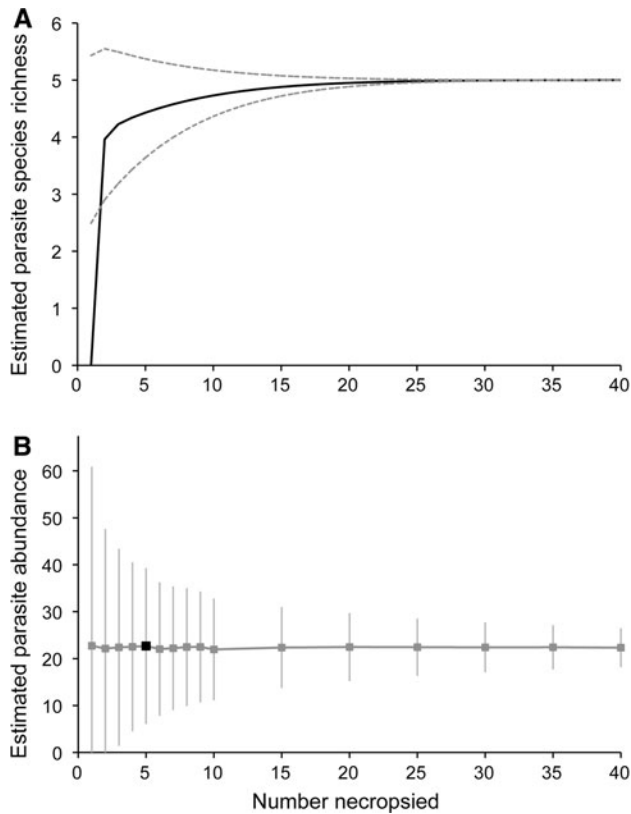 A
Estimated parasite species richness
6
5
4
3
2
1
0
0 5 10 15 20 25 30 35 40
B
Estimated parasite abundance
60
50
40
30
20
10
0
0 5 10 15 20 25 30 35 40
Number necropsied